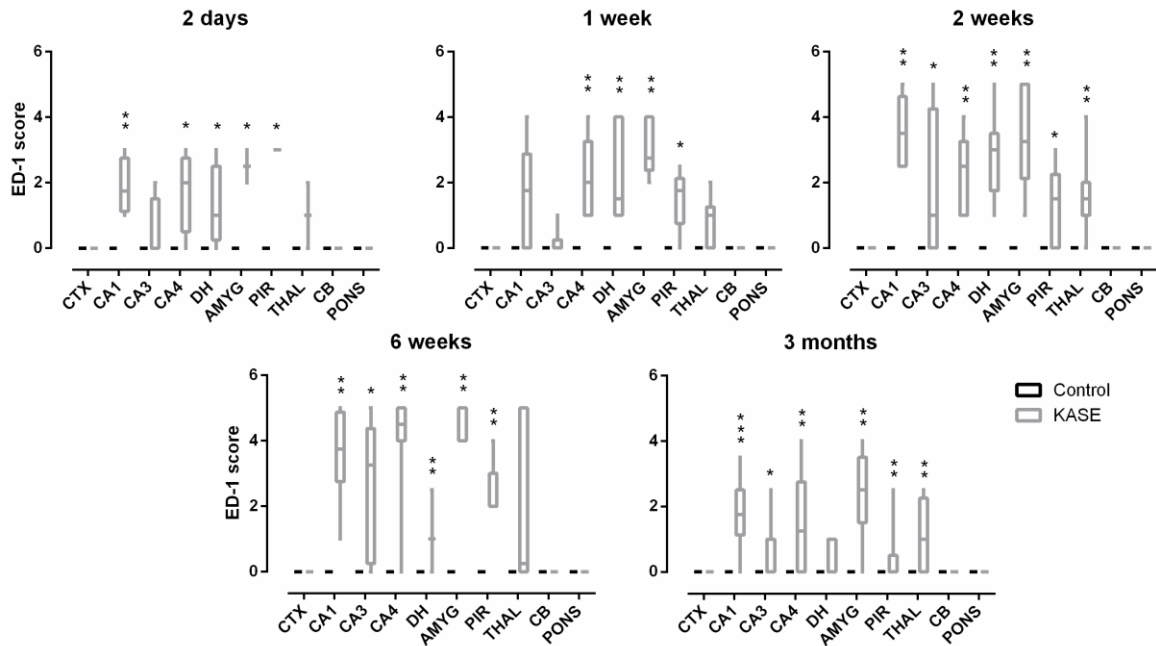 2 days
1 week
2 weeks
ED-1 score
6
4
2
0
* *
*
*
*
*
CTX
CA1
CA3
CA4
DH
AMYG
PIR
THAL
CB
PONS
6
4
2
0
* *
* *
* *
*
CTX
CA1
CA3
CA4
DH
AMYG
PIR
THAL
CB
PONS
6
4
2
0
* *
*
* *
* *
* *
*
* *
CTX
CA1
CA3
CA4
DH
AMYG
PIR
THAL
CB
PONS
6 weeks
3 months
ED-1 score
6
4
2
0
* *
*
* *
* *
* *
* *
CTX
CA1
CA3
CA4
DH
AMYG
PIR
THAL
CB
PONS
6
4
2
0
* * *
*
* *
* *
* *
* *
CTX
CA1
CA3
CA4
DH
AMYG
PIR
THAL
CB
PONS
Control
KASE